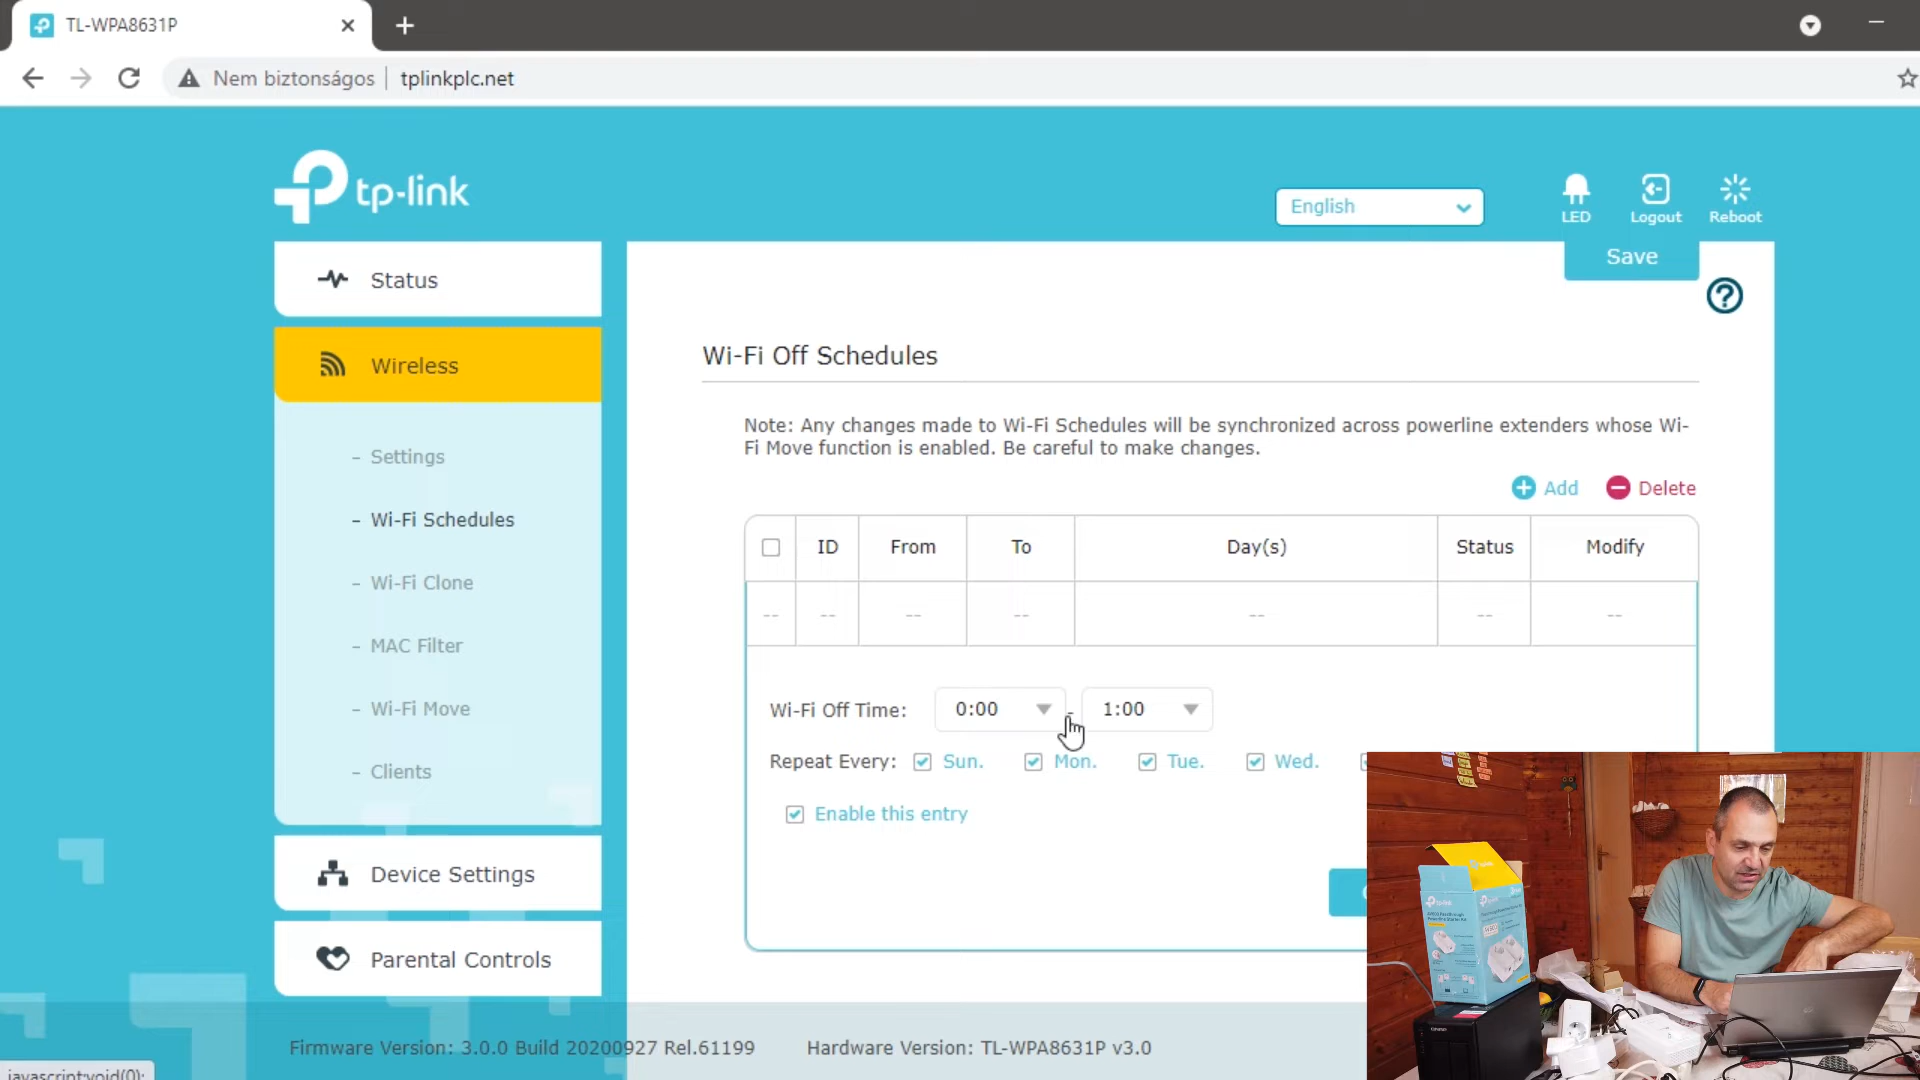 TL-WPA8631P
Nem biztonságos
tplinkplc.net
tp-link
English
LED
Logout
Reboot
Save
Status
Wireless
- Settings
- Wi-Fi Schedules
- Wi-Fi Clone
- MAC Filter
- Wi-Fi Move
- Clients
Device Settings
Parental Controls
Wi-Fi Off Schedules
Note: Any changes made to Wi-Fi Schedules will be synchronized across powerline extenders whose Wi-
Fi Move function is enabled. Be careful to make changes.
Add
Delete
ID From To Day(s) Status Modify
-- -- -- -- -- -- --
Wi-Fi Off Time: 0:00 - 1:00
Repeat Every: Sun. Mon. Tue. Wed.
Enable this entry
Firmware Version: 3.0.0 Build 20200927 Rel.61199
Hardware Version: TL-WPA8631P v3.0
javascript:void(0);
tp-link